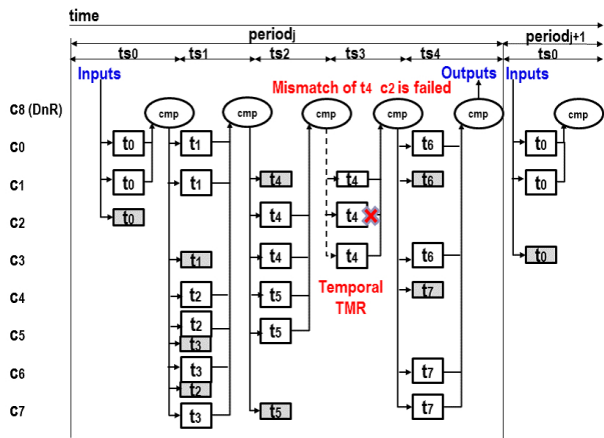 time
periodj periodj+1
ts0 ts1 ts2 ts3 ts4 ts0
Inputs Mismatch of t4 c2 is failed Outputs Inputs
c8 (DnR) cmp cmp cmp cmp cmp cmp
c0 t0 t1 t6 t0
c1 t0 t1 t4 t4 t6 t0
c2 t0 t4 t4
c3 t1 t4 t4 t6 t0
c4 t2 t5 Temporal t7
TMR
c5 t2 t5
t3
c6 t3 t7
t2
c7 t3 t5 t7